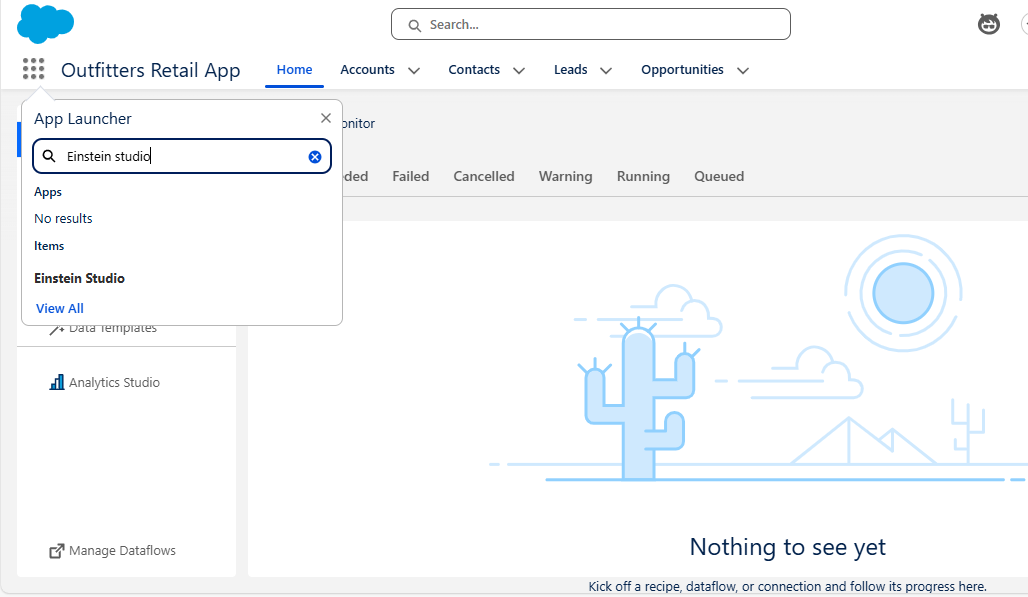 Search...
Outfitters Retail App
Home
Accounts
Contacts
Leads
Opportunities
App Launcher
Einstein studio
Apps
No results
Items
Einstein Studio
View All
Data Templates
Analytics Studio
Manage Dataflows
Failed
Cancelled
Warning
Running
Queued
Nothing to see yet
Kick off a recipe, dataflow, or connection and follow its progress here.